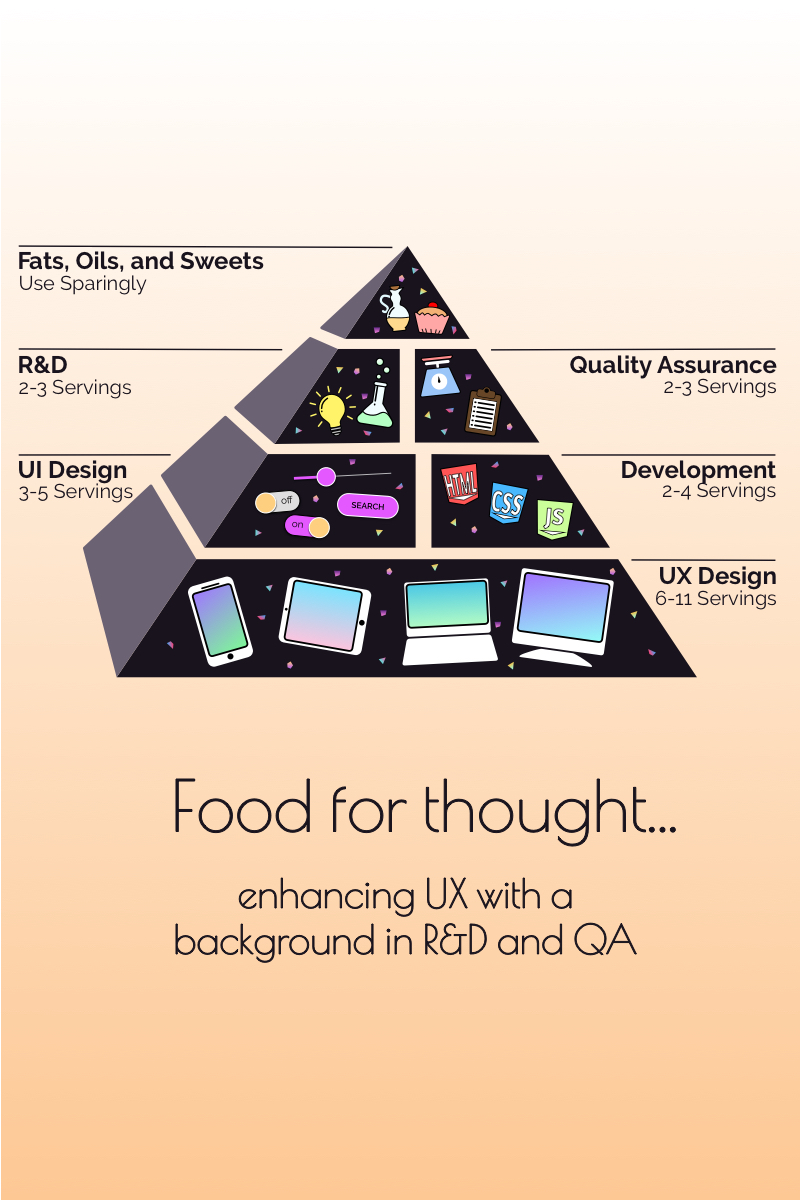 Fats, Oils, and Sweets
Use Sparingly
R&D
2-3 Servings
Quality Assurance
2-3 Servings
UI Design
3-5 Servings
off
on
SEARCH
HTML
CSS
JS
Development
2-4 Servings
UX Design
6-11 Servings
Food for thought...
enhancing UX with a
background in R&D and QA